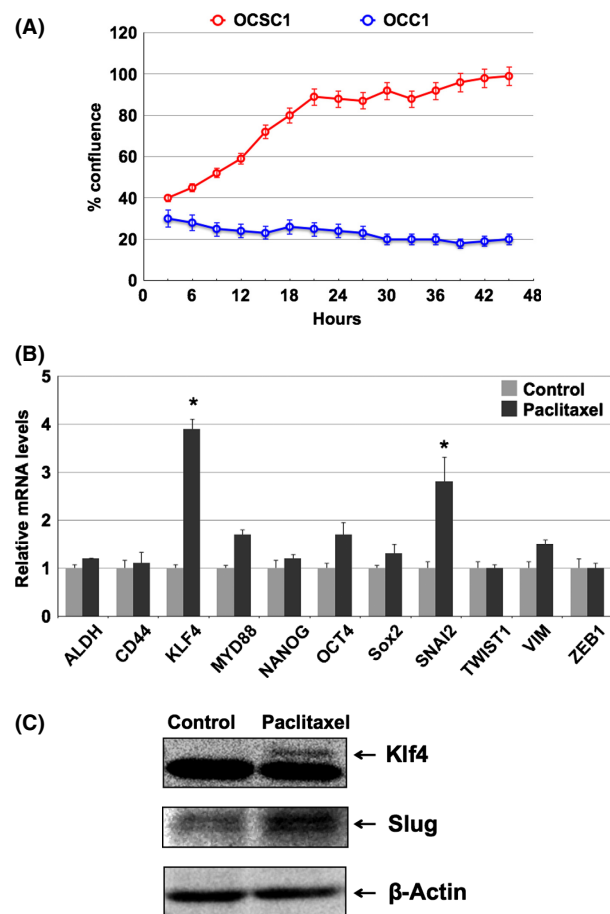 (A)
OCSC1 OCC1
120
100
80
60
40
20
0
% confluence
0 6 12 18 24 30 36 42 48
Hours
(B)
5
4
3
2
1
0
Relative mRNA levels
Control
Paclitaxel
* *
ALDH CD44 KLF4 MYD88 NANOG OCT4 Sox2 SNAI2 TWIST1 VIM ZEB1
(C)
Control Paclitaxel
← Klf4
← Slug
← β-Actin